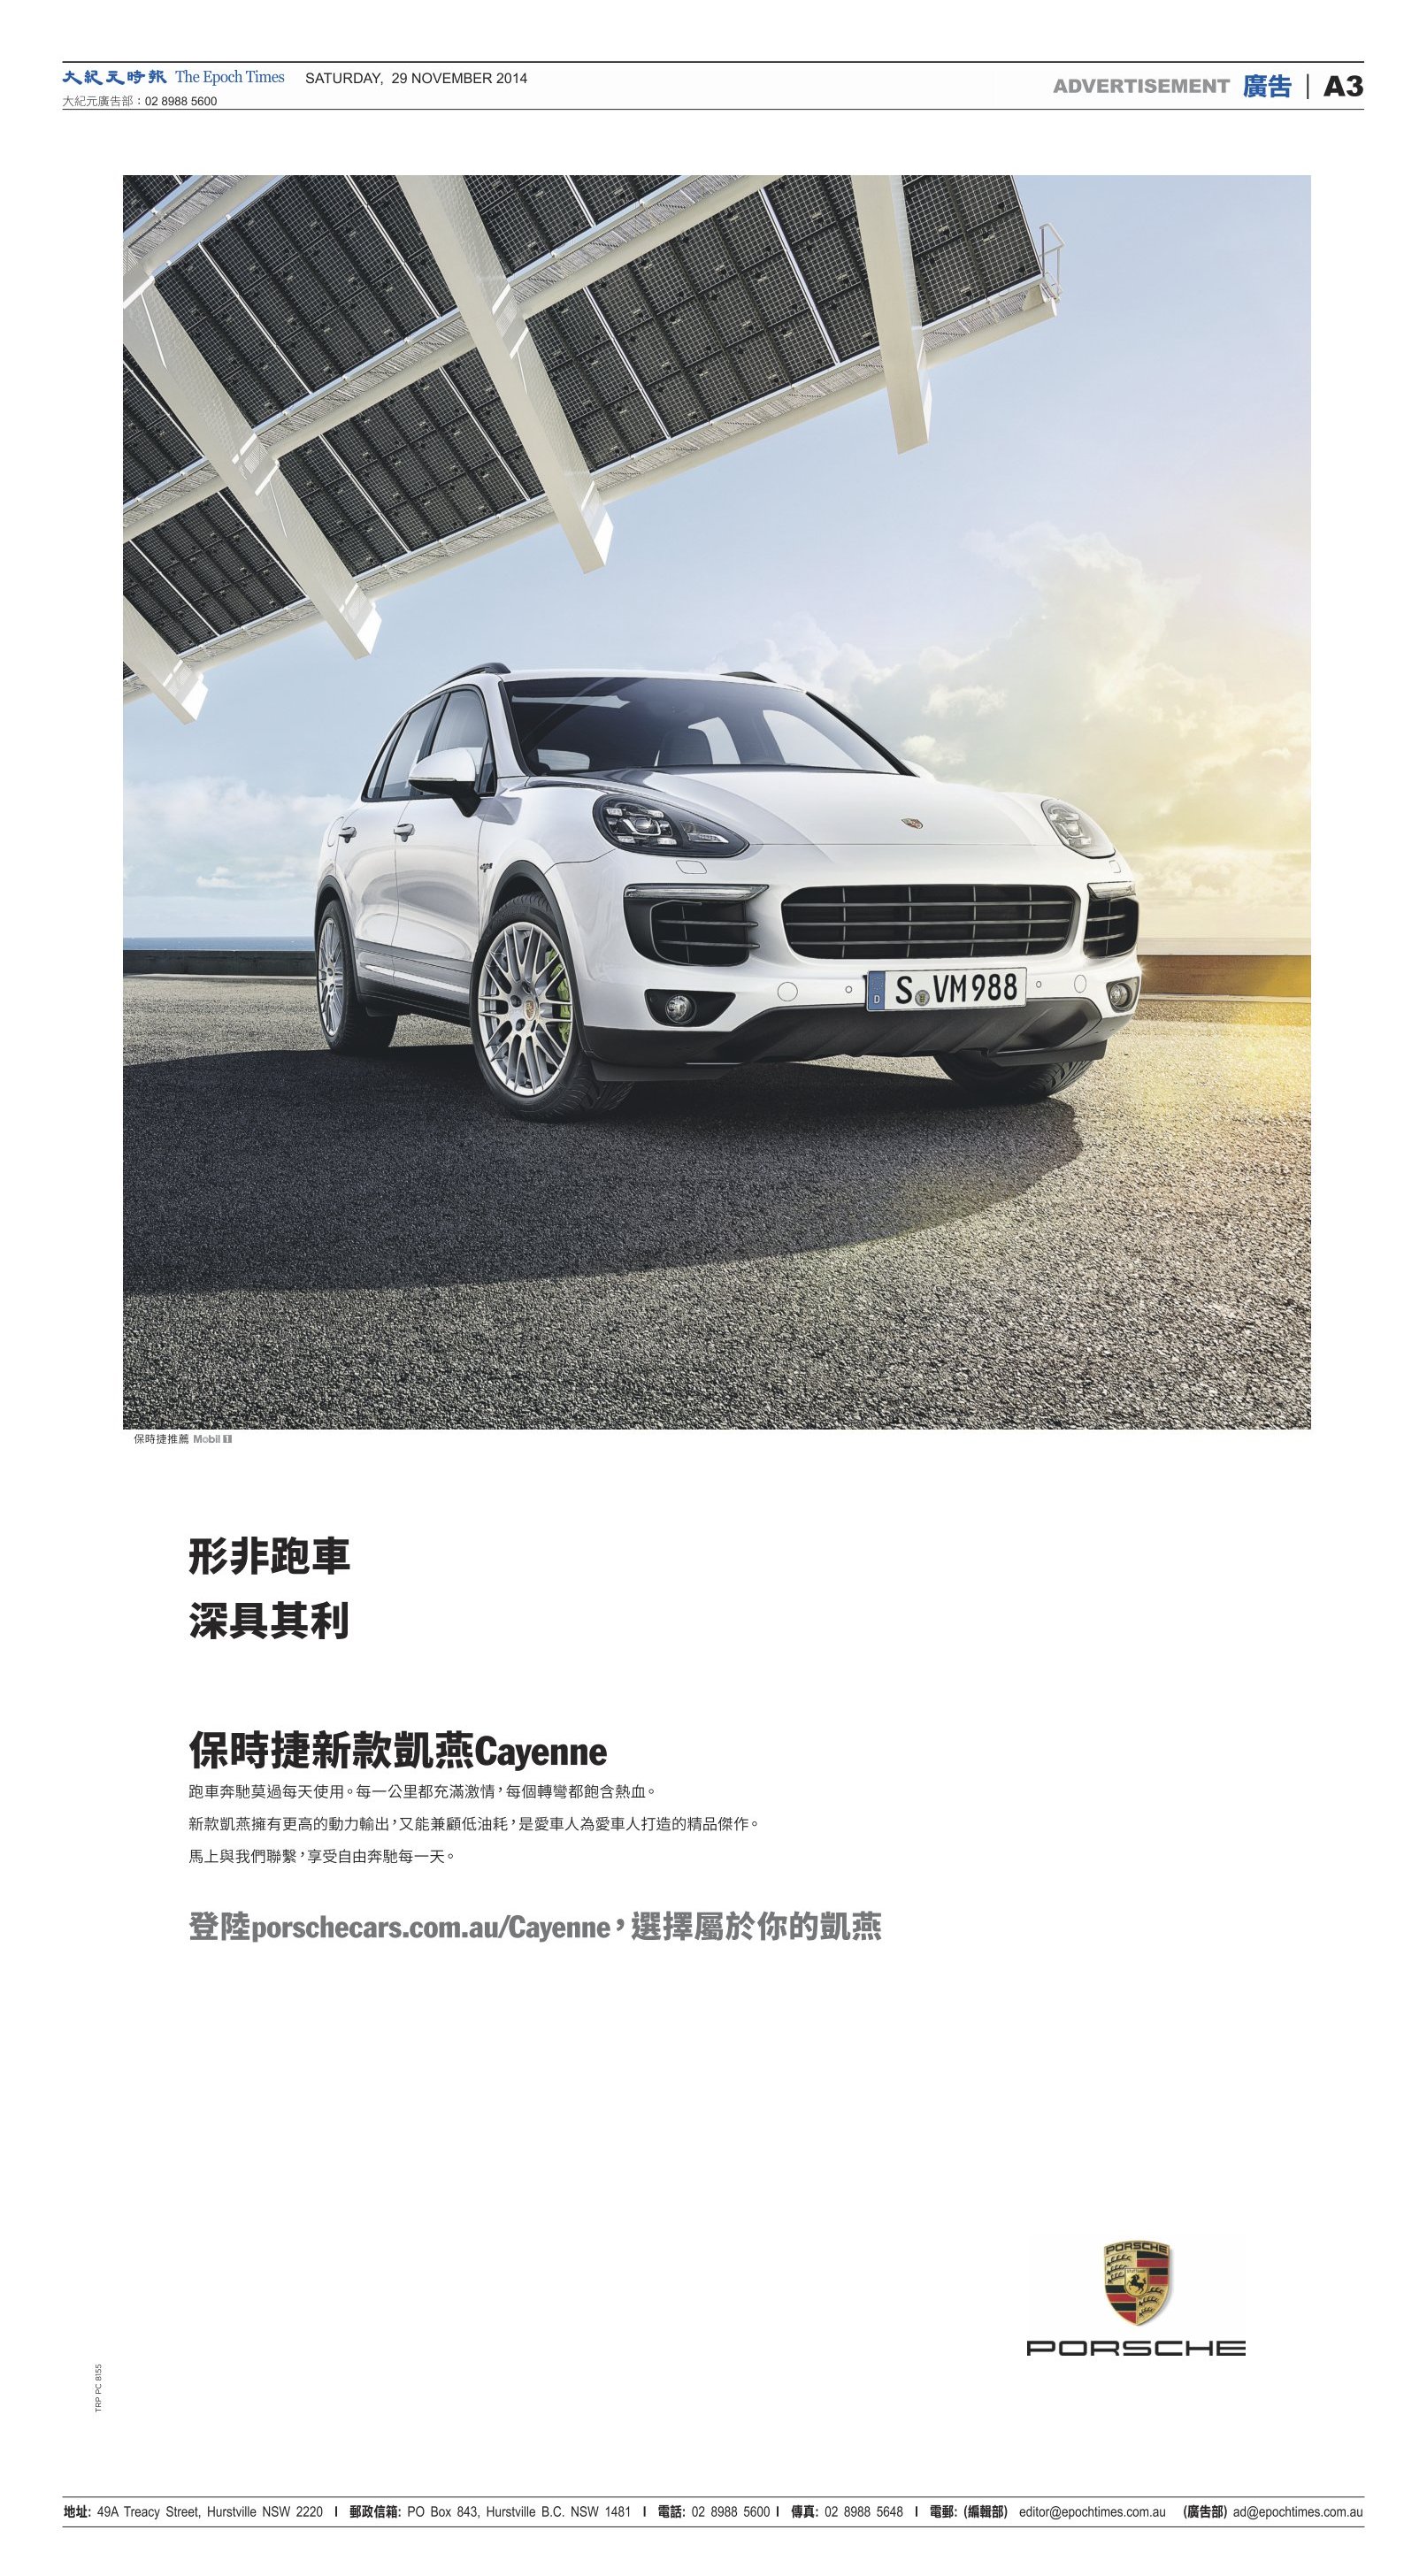 大紀元時報 The Epoch Times SATURDAY, 29 NOVEMBER 2014
ADVERTISEMENT 廣告 | A3
大紀元廣告部：02 8988 5600
S VM 988
D
保時捷推薦 Mobil 1
形非跑車
深具其利
保時捷新款凱燕Cayenne
跑車奔馳莫過每天使用。每一公里都充滿激情，每個轉彎都飽含熱血。
新款凱燕擁有更高的動力輸出，又能兼顧低油耗，是愛車人為愛車人打造的精品傑作。
馬上與我們聯繫，享受自由奔馳每一天。
登陸porschecars.com.au/Cayenne，選擇屬於你的凱燕
PORSCHE
PORSCHE
TRP PC 8155
地址: 49A Treacy Street, Hurstville NSW 2220 I 郵政信箱: PO Box 843, Hurstville B.C. NSW 1481 I 電話: 02 8988 5600 I 傳真: 02 8988 5648 I 電郵: (編輯部) editor@epochtimes.com.au (廣告部) ad@epochtimes.com.au